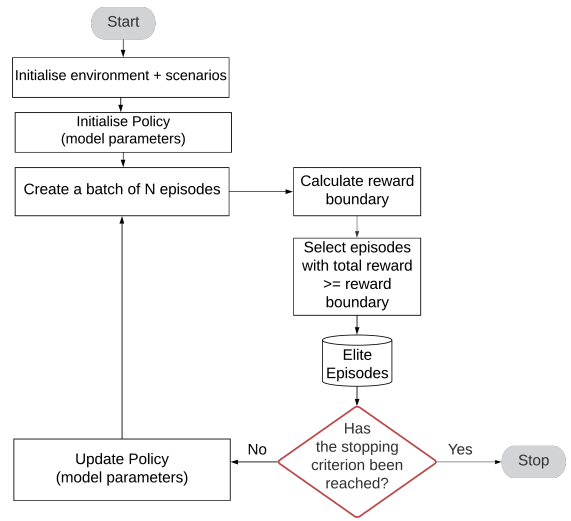 Start
Initialise environment + scenarios
Initialise Policy
(model parameters)
Create a batch of N episodes
Calculate reward
boundary
Select episodes
with total reward
>= reward
boundary
Elite
Episodes
Has
the stopping
criterion been
reached?
No
Yes
Update Policy
(model parameters)
Stop